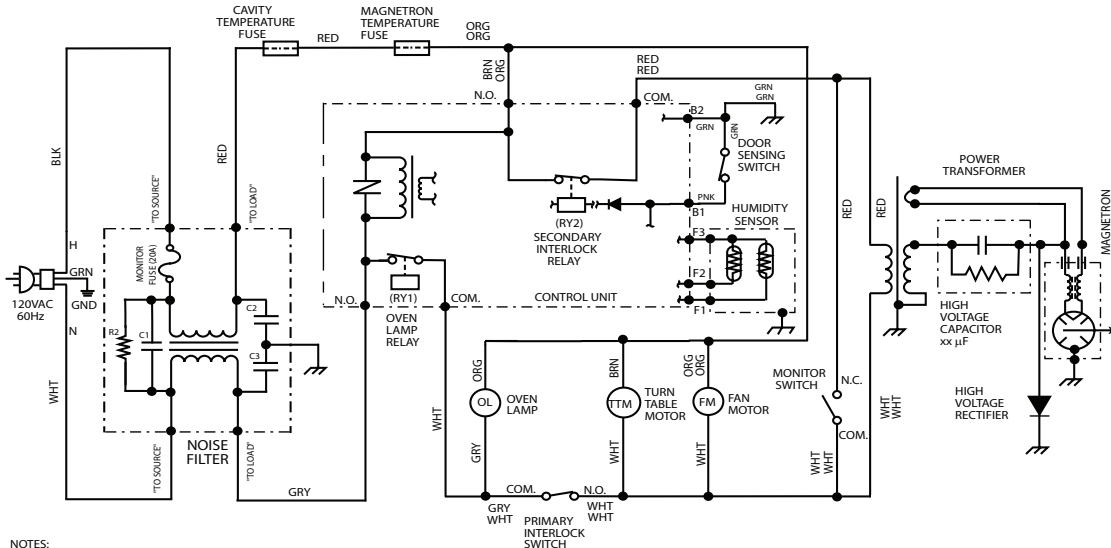 CAVITY
TEMPERATURE
FUSE
MAGNETRON
TEMPERATURE
FUSE
RED
ORG
ORG
BRN
ORG
N.O.
RED
RED
COM.
GRN
GRN
B2
GRN
GRN
DOOR
SENSING
SWITCH
PNK
B1
HUMIDITY
SENSOR
F3
F2
F1
BLK
RED
"TO SOURCE"
"TO LOAD"
H
GRN
GND
120VAC
60Hz
N
WHT
MONITOR
FUSE (20A)
R2
C1
C2
C3
NOISE
FILTER
"TO SOURCE"
"TO LOAD"
GRY
(RY2)
SECONDARY
INTERLOCK
RELAY
N.O.
(RY1)
COM.
CONTROL UNIT
OVEN
LAMP
RELAY
WHT
ORG
OL
OVEN
LAMP
GRY
BRN
TTM
TURN
TABLE
MOTOR
WHT
ORG
ORG
FM
FAN
MOTOR
WHT
MONITOR
SWITCH
N.C.
COM.
WHT
WHT
GRY
WHT
COM.
N.O.
WHT
WHT
PRIMARY
INTERLOCK
SWITCH
RED
RED
WHT
WHT
POWER
TRANSFORMER
HIGH
VOLTAGE
CAPACITOR
xx μF
HIGH
VOLTAGE
RECTIFIER
MAGNETRON
NOTES: